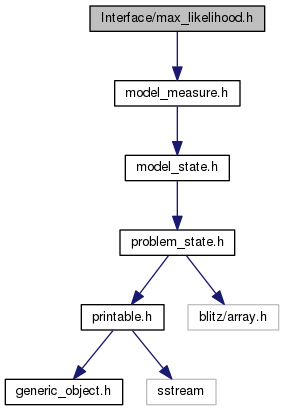 Interface/max_likelihood.h
model_measure.h
model_state.h
problem_state.h
printable.h
blitz/array.h
generic_object.h
sstream